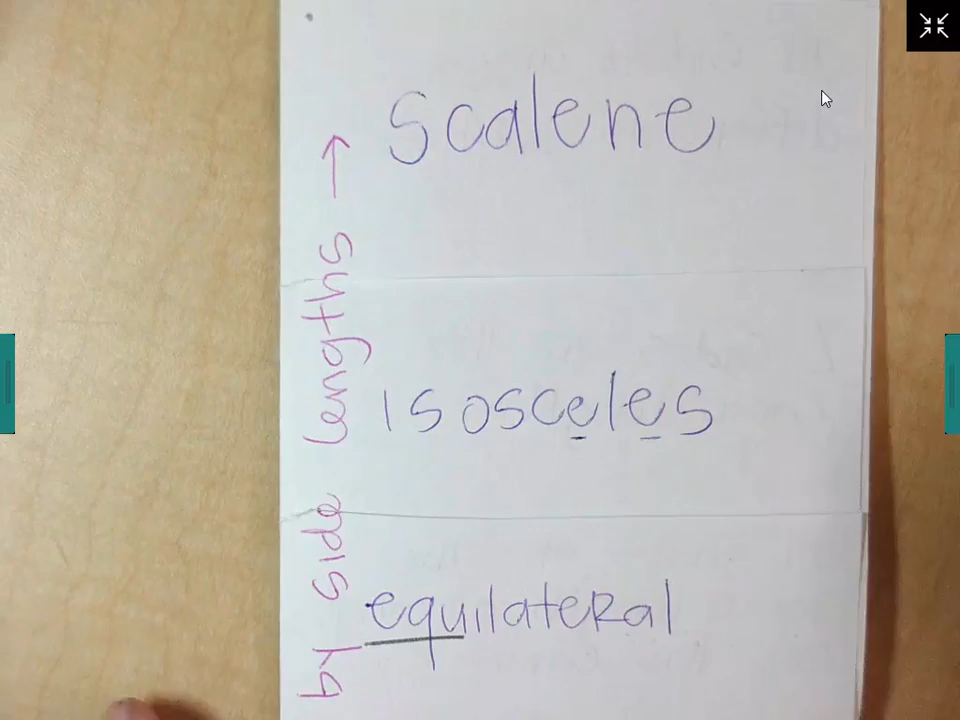 scalene
isosceles
equilateral
by side lengths →